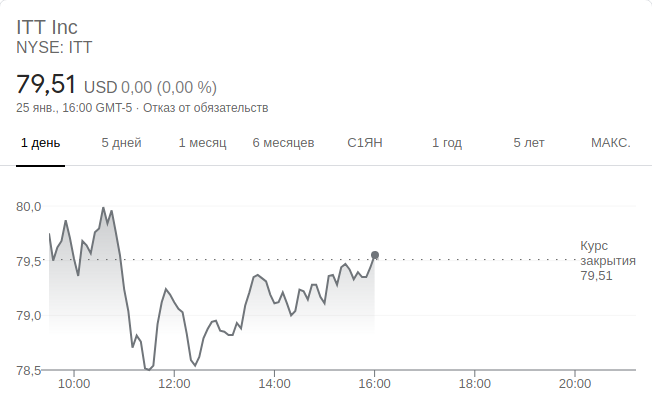 ITT Inc
NYSE: ITT
79,51 USD 0,00 (0,00 %)
25 янв., 16:00 GMT-5 · Отказ от обязательств
1 день 5 дней 1 месяц 6 месяцев С1ЯН 1 год 5 лет МАКС.
80,0
Курс
закрытия
79,51
79,5
79,0
78,5
10:00 12:00 14:00 16:00 18:00 20:00